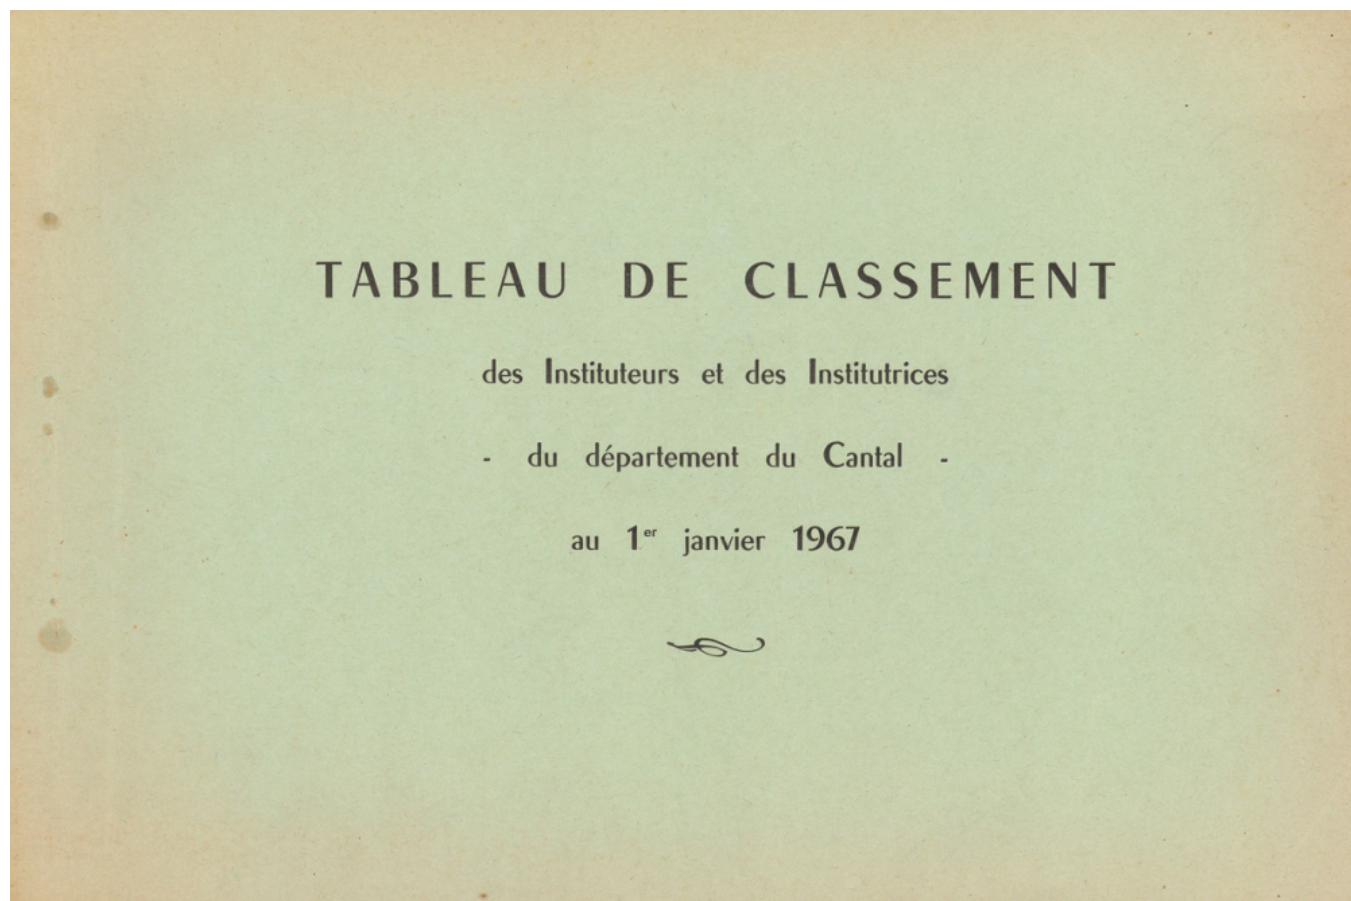 TABLEAU DE CLASSEMENT
des Instituteurs et des Institutrices
- du département du Cantal -
au 1er janvier 1967